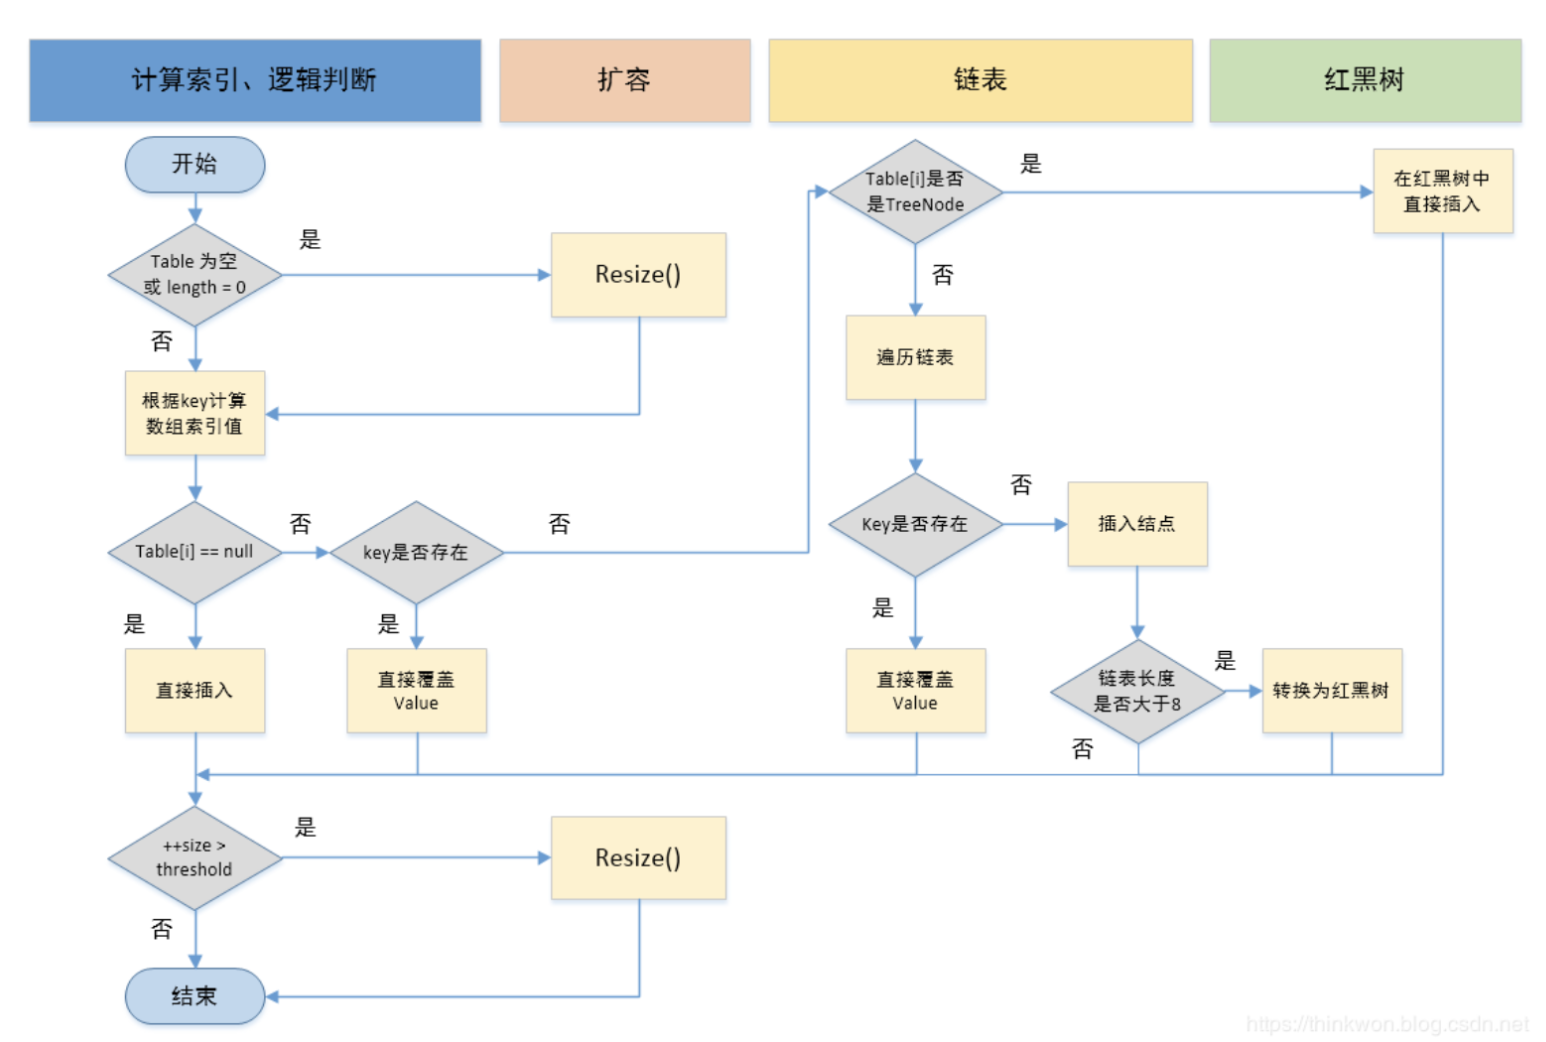 计算索引、逻辑判断
扩容
链表
红黑树
开始
Table 为空
或 length = 0
是
Resize()
否
根据key计算
数组索引值
Table[i] == null
否
key是否存在
否
是
直接插入
是
直接覆盖
Value
Table[i]是否
是TreeNode
是
在红黑树中
直接插入
否
遍历链表
Key是否存在
否
插入结点
是
直接覆盖
Value
链表长度
是否大于8
是
转换为红黑树
否
++size >
threshold
是
Resize()
否
结束
https://thinkwon.blog.csdn.net